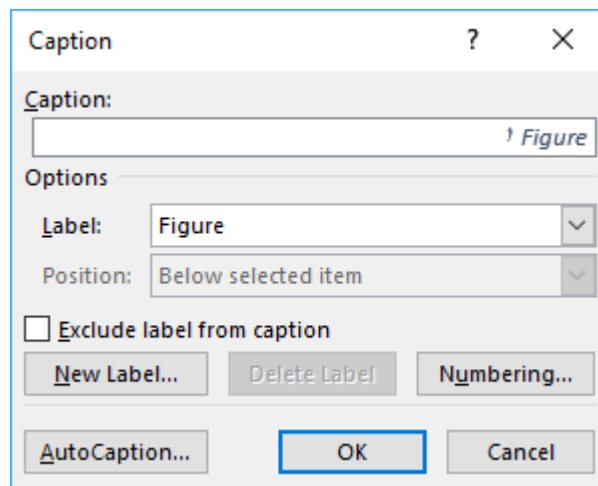 Caption
?
Caption:
۱ Figure
Options
Label: Figure
Position: Below selected item
Exclude label from caption
New Label... Delete Label Numbering...
AutoCaption... OK Cancel